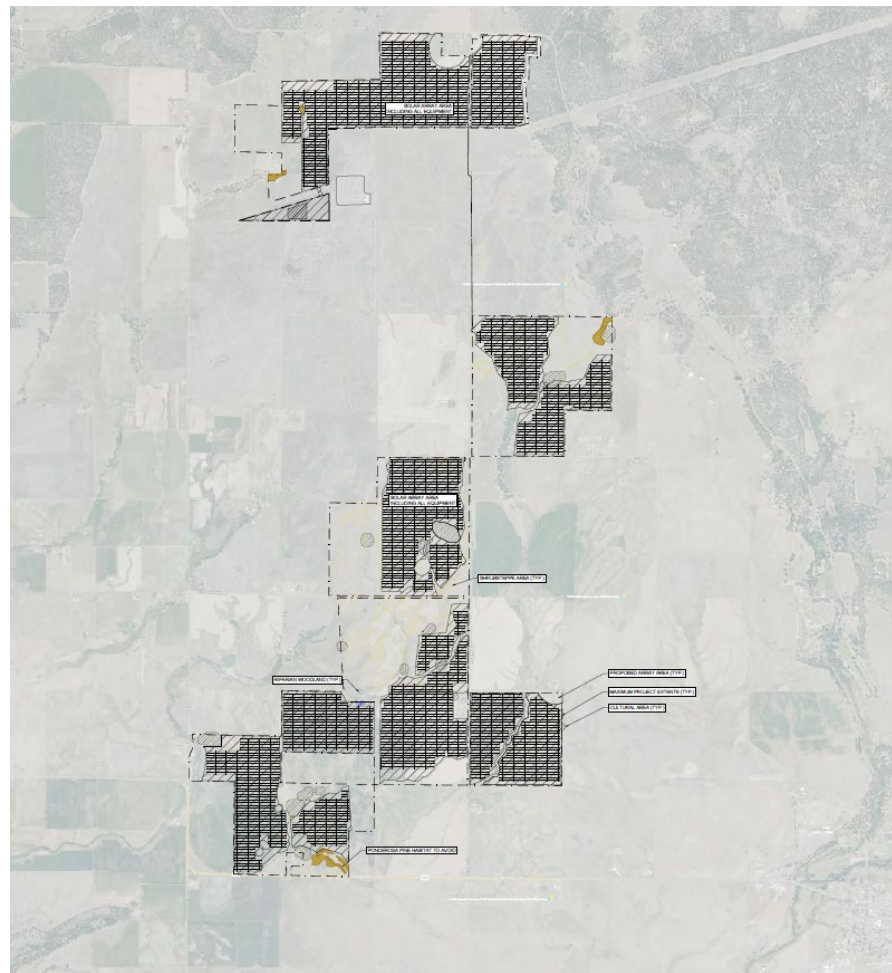 SOLAR ARRAY AREA
INCLUDING ALL EQUIPMENT
SOLAR ARRAY AREA
INCLUDING ALL EQUIPMENT
SHRUBSTEPPE AREA (TYP.)
RIPARIAN WOODLAND (TYP.)
PROPOSED ARRAY AREA (TYP.)
MAXIMUM PROJECT EXTENTS (TYP.)
CULTURAL AREA (TYP.)
PONDEROSA PINE HABITAT TO AVOID